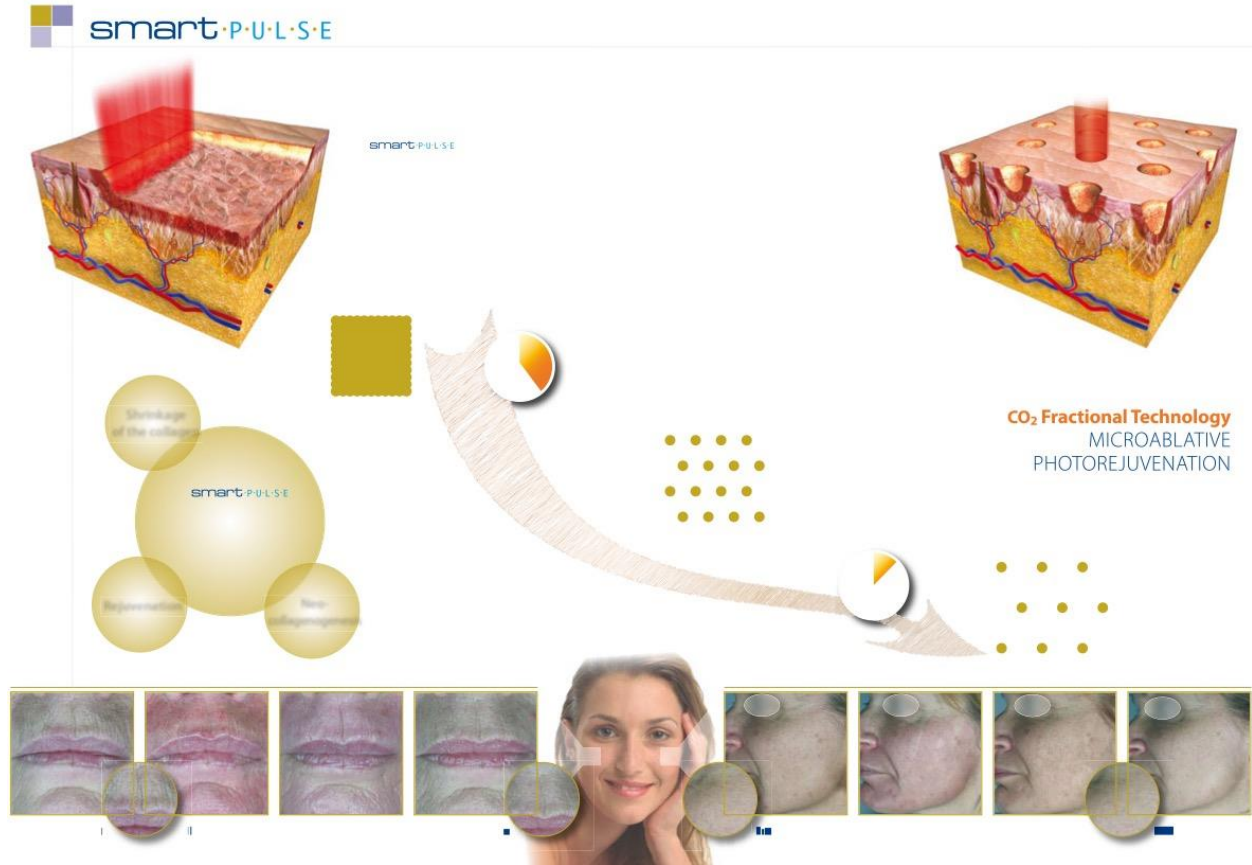 smart·P·U·L·S·E
smart·P·U·L·S·E
CO₂ Fractional Technology
MICROABLATIVE
PHOTOREJUVENATION
Shrinkage
of the collagen
smart·P·U·L·S·E
Rejuvenation
Neo-
collagenogenesis